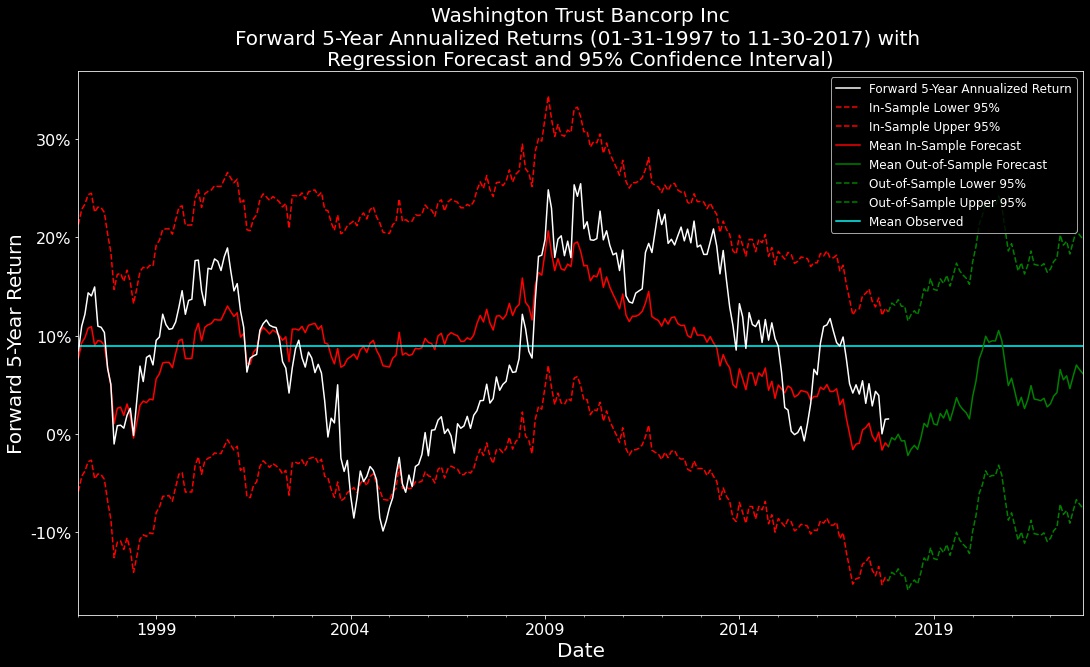 Washington Trust Bancorp Inc
Forward 5-Year Annualized Returns (01-31-1997 to 11-30-2017) with
Regression Forecast and 95% Confidence Interval)
Forward 5-Year Annualized Return
In-Sample Lower 95%
In-Sample Upper 95%
Mean In-Sample Forecast
Mean Out-of-Sample Forecast
Out-of-Sample Lower 95%
Out-of-Sample Upper 95%
Mean Observed
Forward 5-Year Return
30%
20%
10%
0%
-10%
1999 2004 2009 2014 2019
Date